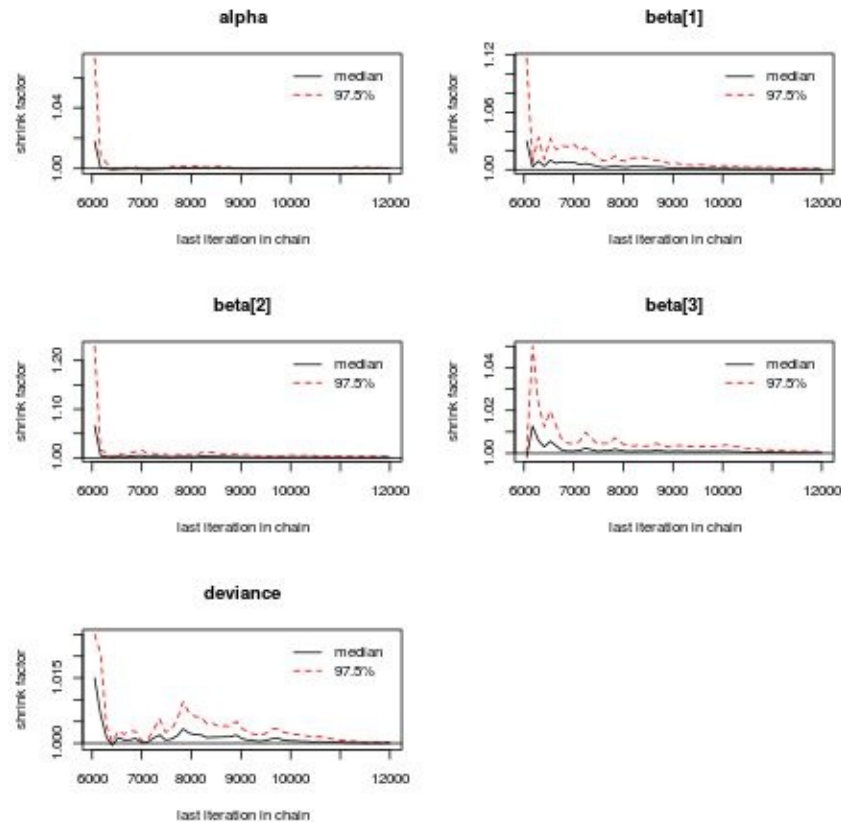 alpha
shrink factor
1.00 1.04
median
97.5%
6000 7000 8000 9000 10000 12000
last iteration in chain
beta[1]
shrink factor
1.00 1.06 1.12
median
97.5%
6000 7000 8000 9000 10000 12000
last iteration in chain
beta[2]
shrink factor
1.00 1.10 1.20
median
97.5%
6000 7000 8000 9000 10000 12000
last iteration in chain
beta[3]
shrink factor
1.00 1.02 1.04
median
97.5%
6000 7000 8000 9000 10000 12000
last iteration in chain
deviance
shrink factor
1.000 1.015
median
97.5%
6000 7000 8000 9000 10000 12000
last iteration in chain